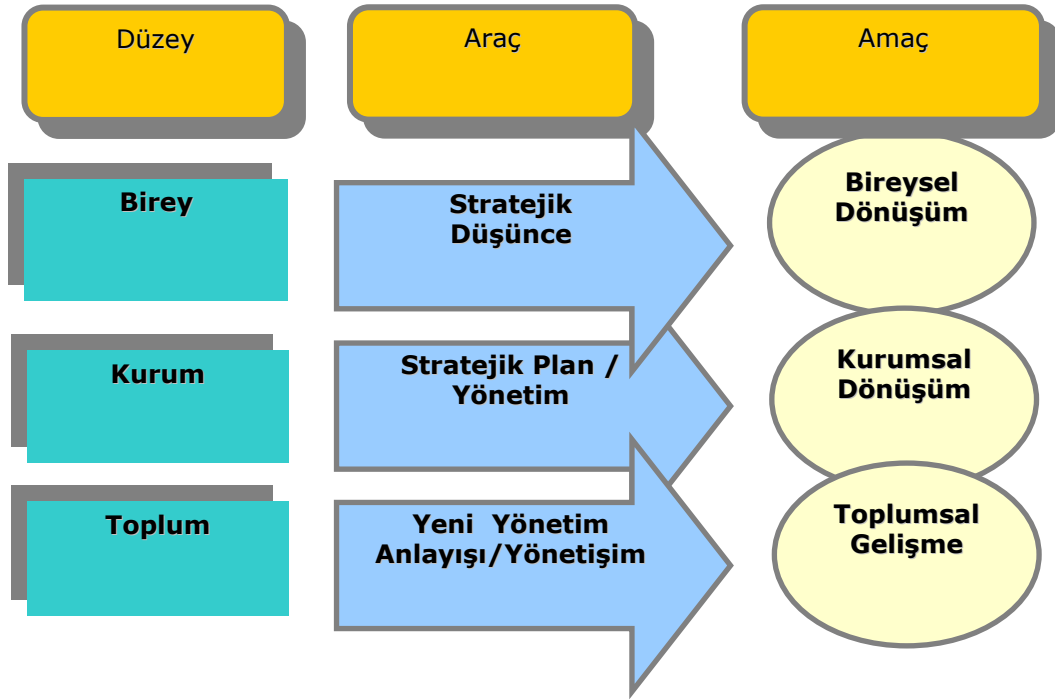 Düzey
Araç
Amaç
Birey
Stratejik
Düşünce
Bireysel
Dönüşüm
Kurum
Stratejik Plan /
Yönetim
Kurumsal
Dönüşüm
Toplum
Yeni Yönetim
Anlayışı/Yönetişim
Toplumsal
Gelişme